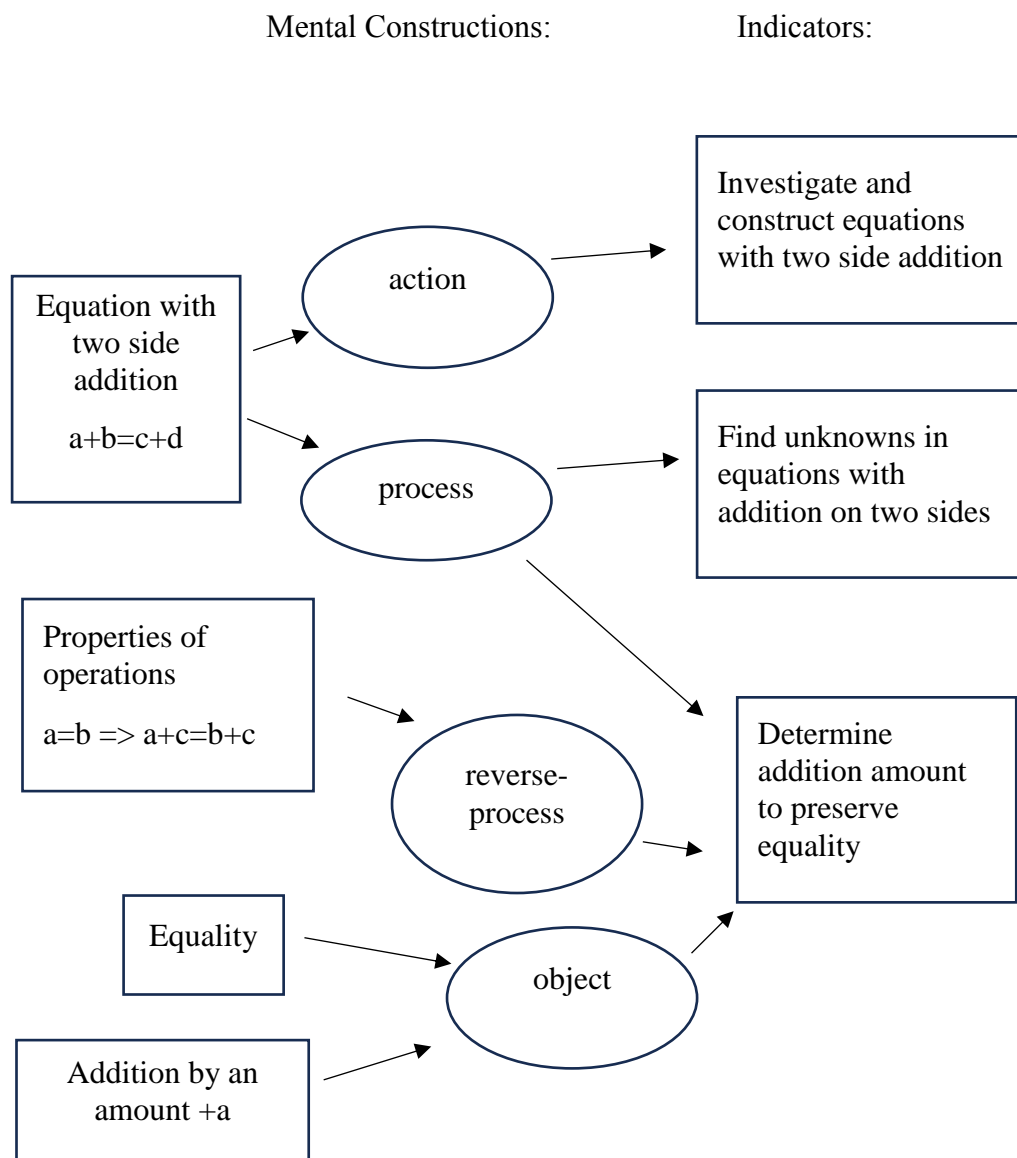 Mental Constructions:
Indicators:
Investigate and
construct equations
with two side addition
action
Equation with
two side
addition
a+b=c+d
Find unknowns in
equations with
addition on two sides
process
Properties of
operations
a=b => a+c=b+c
Determine
addition amount
to preserve
equality
reverse-
process
Equality
object
Addition by an
amount +a